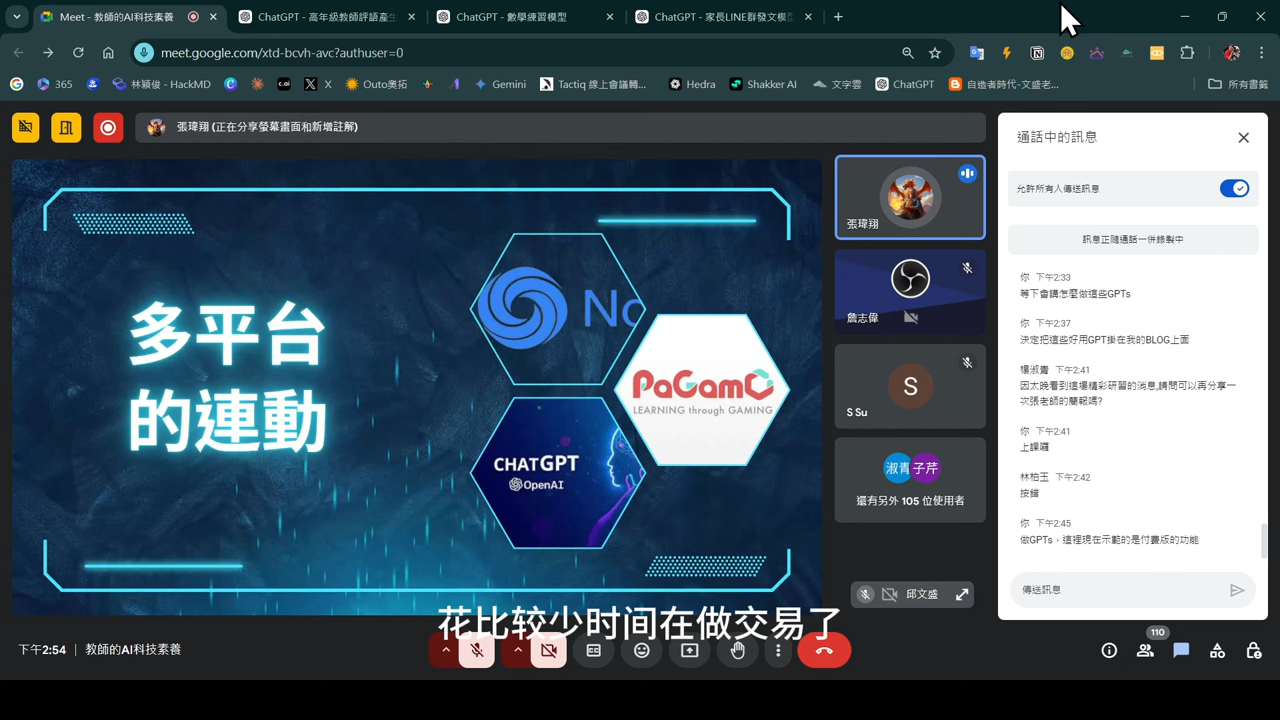 Meet - 教師的AI科技素養
ChatGPT - 高年級教師評語產生
ChatGPT - 數學練習模型
ChatGPT - 家長LINE群發文模型
meet.google.com/xtd-bcvh-avc?authuser=0
365
林穎俊 - HackMD
c.ai
X
Outo奧拓
Gemini
Tactiq 線上會議轉...
Hedra
Shakker AI
文字雲
ChatGPT
自造者時代-文盛老...
所有書籤
張瑋翔 (正在分享螢幕畫面和新增註解)
多平台
的連動
No
PaGamO
LEARNING through GAMING
CHATGPT
OpenAI
張瑋翔
詹志偉
S
S Su
淑青
子芹
還有另外 105 位使用者
邱文盛
通話中的訊息
允許所有人傳送訊息
訊息正隨通話一併錄製中
你 下午2:33
等下會講怎麼做這些GPTs
你 下午2:37
決定把這些好用GPT掛在我的BLOG上面
楊淑青 下午2:41
因太晚看到這場精彩研習的消息,請問可以再分享一
次張老師的簡報嗎?
你 下午2:41
上課囉
林柏玉 下午2:42
按錯
你 下午2:45
做GPTs，這裡現在示範的是付費版的功能
傳送訊息
花比较少时间在做交易了
下午2:54
教師的AI科技素養
110